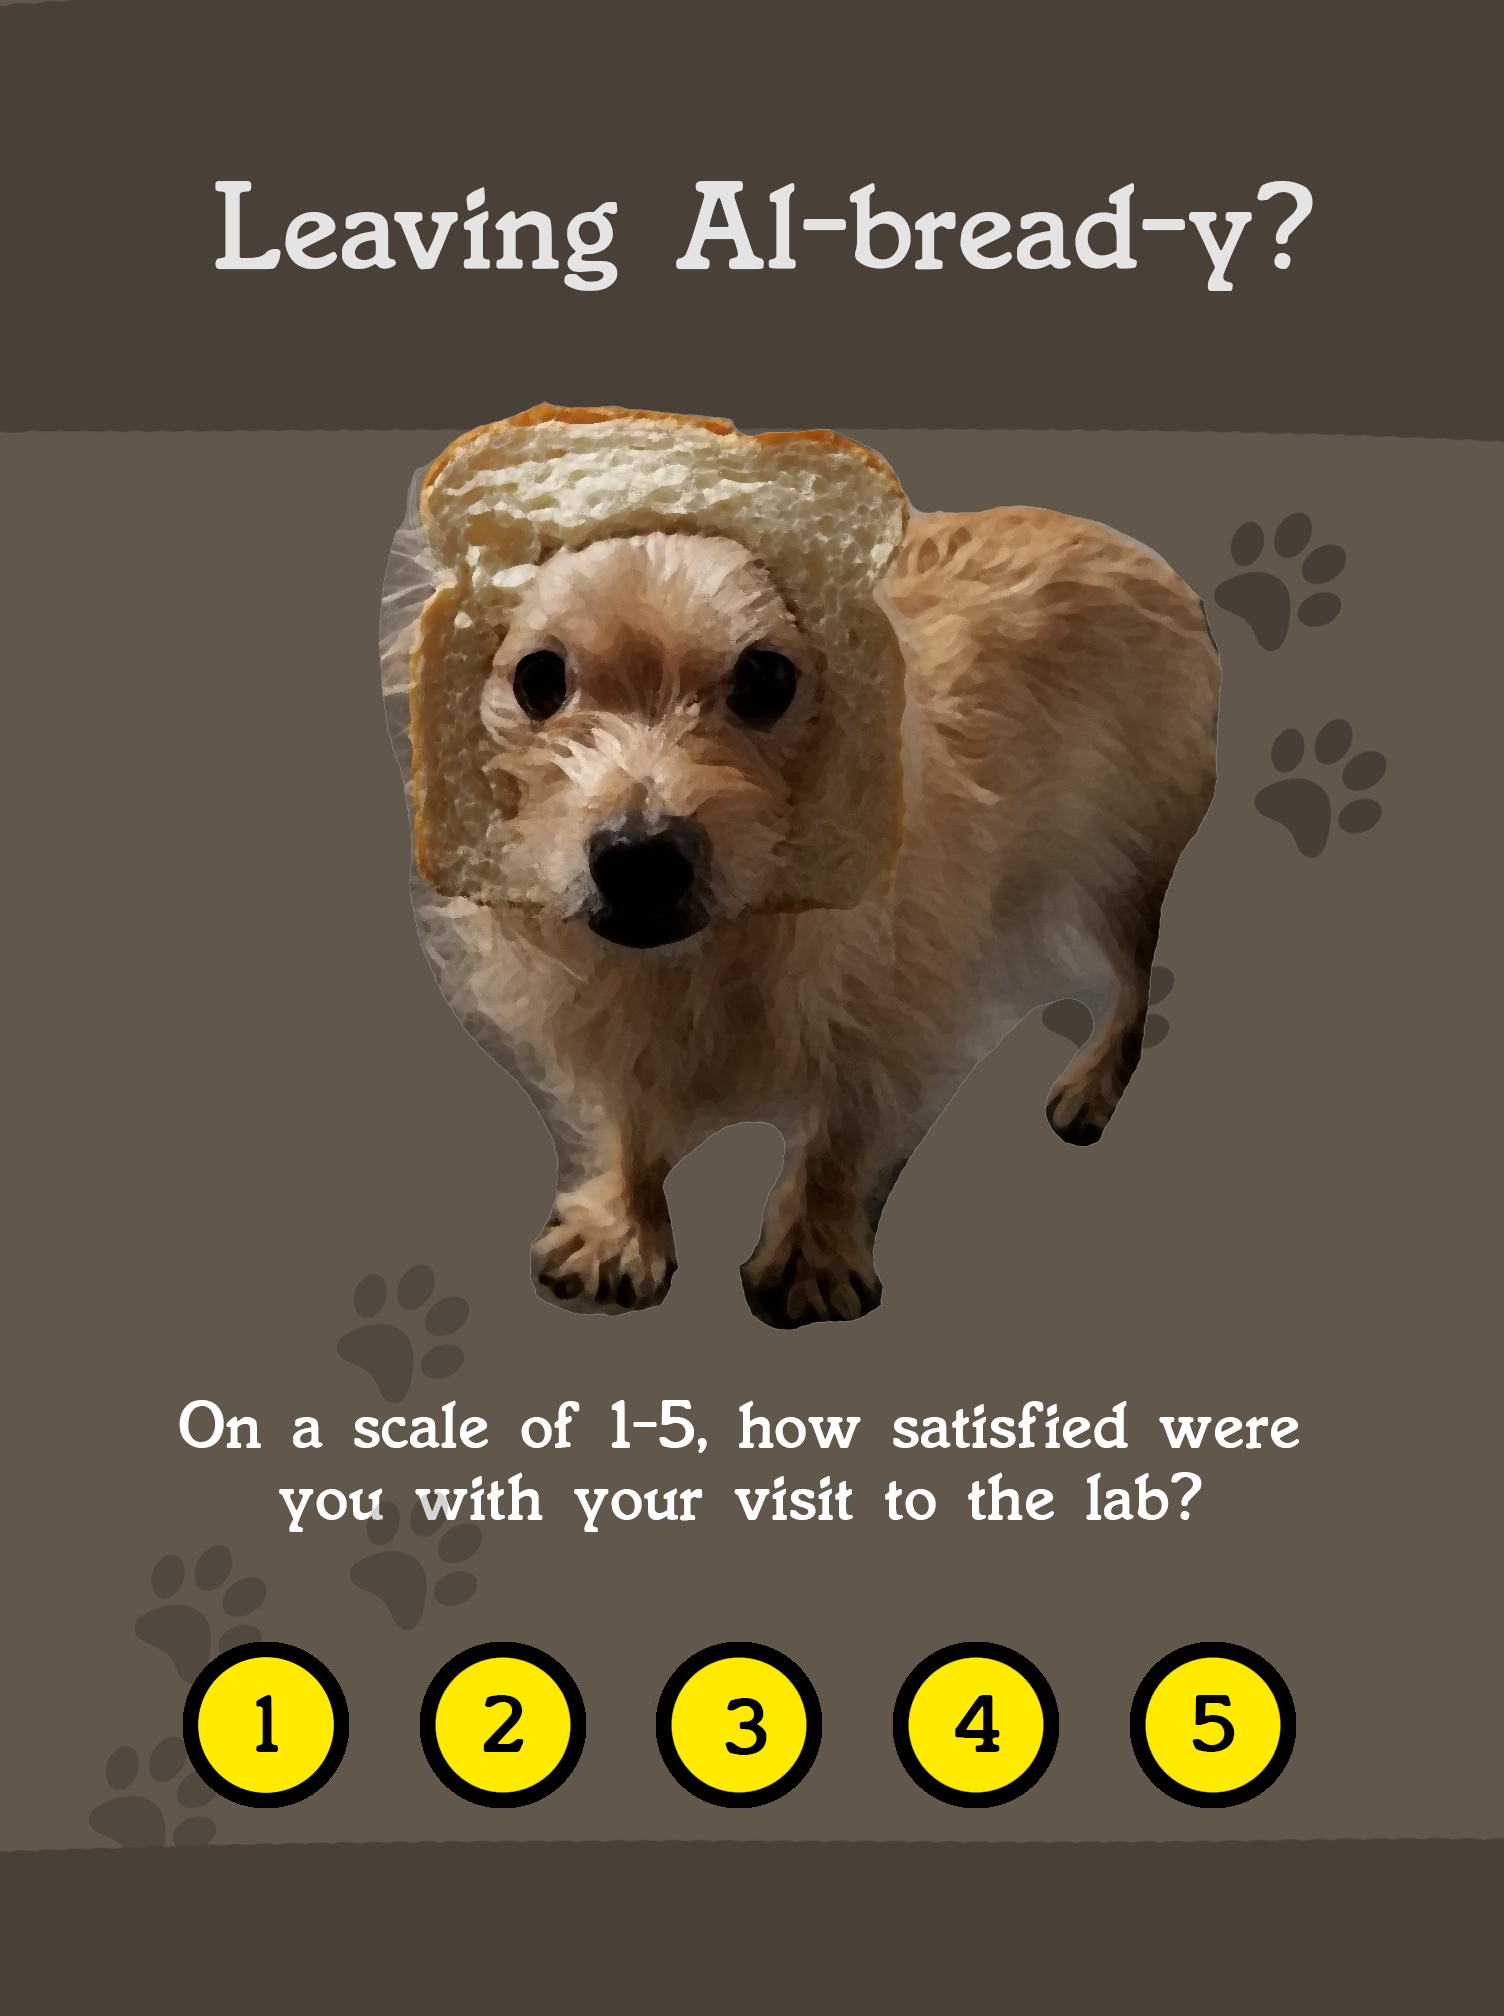 Leaving Al-bread-y?
On a scale of 1-5, how satisfied were
you with your visit to the lab?
1 2 3 4 5